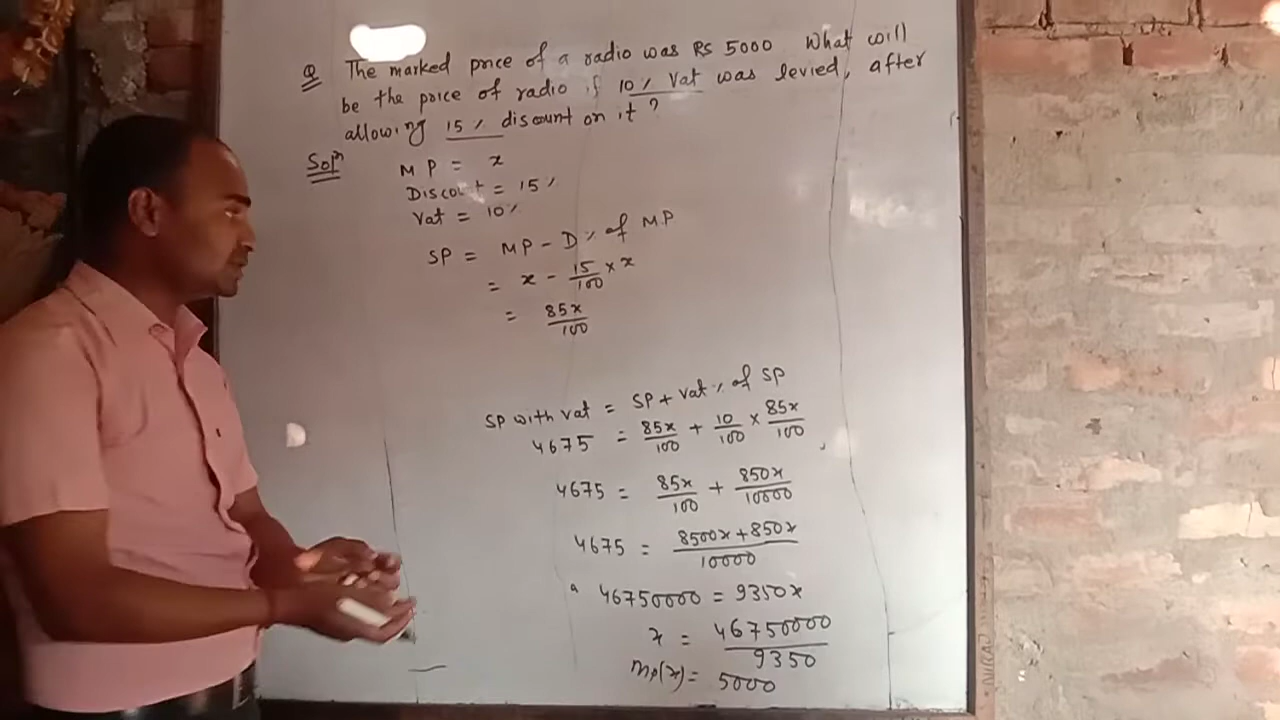 Q The marked price of a radio was RS 5000 What will
be the price of radio if 10% Vat was levied, after
allowing 15% discount on it?
Solⁿ
MP = x
Discount = 15%
Vat = 10%
SP = MP - D% of MP
= x - 15/100 × x
= 85x/100
SP with vat = SP + vat% of SP
4675 = 85x/100 + 10/100 × 85x/100
4675 = 85x/100 + 850x/10000
4675 = 8500x + 850x/10000
46750000 = 9350x
x = 46750000/9350
MP(x) = 5000